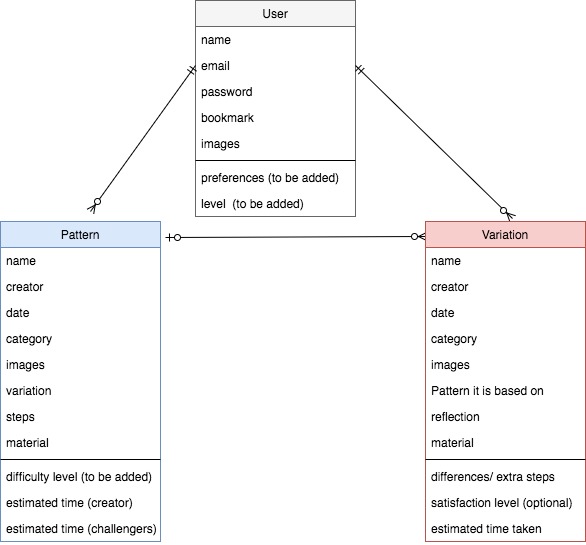 User
name
email
password
bookmark
images
preferences (to be added)
level (to be added)
Pattern
name
creator
date
category
images
variation
steps
material
difficulty level (to be added)
estimated time (creator)
estimated time (challengers)
Variation
name
creator
date
category
images
Pattern it is based on
reflection
material
differences/ extra steps
satisfaction level (optional)
estimated time taken